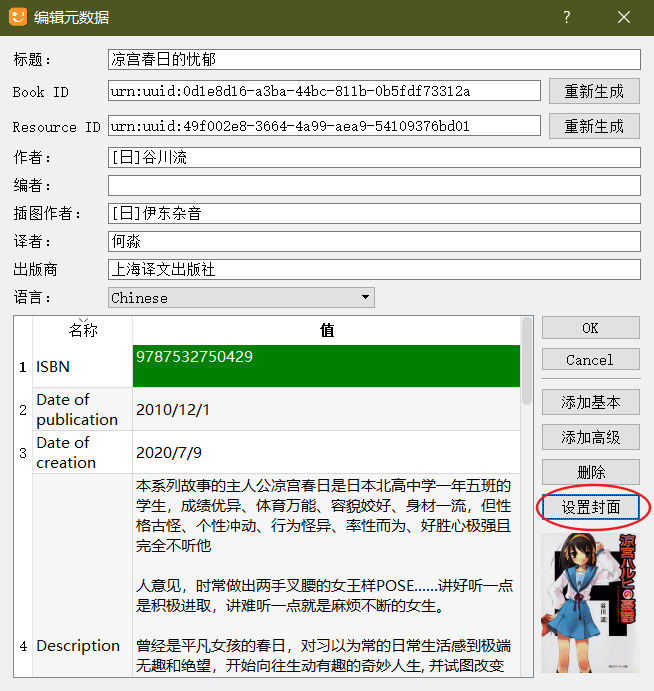 编辑元数据
?
标题： 凉宫春日的忧郁
Book ID urn:uuid:0d1e8d16-a3ba-44bc-811b-0b5fdf73312a 重新生成
Resource ID urn:uuid:49f002e8-3664-4a99-aea9-54109376bd01 重新生成
作者： [日]谷川流
编者：
插图作者： [日]伊东杂音
译者： 何淼
出版商 上海译文出版社
语言： Chinese
名称 值
1 ISBN 9787532750429
2 Date of publication 2010/12/1
3 Date of creation 2020/7/9
4 Description
本系列故事的主人公凉宫春日是日本北高中学一年五班的
学生，成绩优异、体育万能、容貌姣好、身材一流，但性
格古怪、个性冲动、行为怪异、率性而为、好胜心极强且
完全不听他
人意见，时常做出两手叉腰的女王样POSE......讲好听一点
是积极进取，讲难听一点就是麻烦不断的女生。
曾经是平凡女孩的春日，对习以为常的日常生活感到极端
无趣和绝望，开始向往生动有趣的奇妙人生, 并试图改变
OK
Cancel
添加基本
添加高级
删除
设置封面
涼宮ハルヒの憂鬱
谷川 流